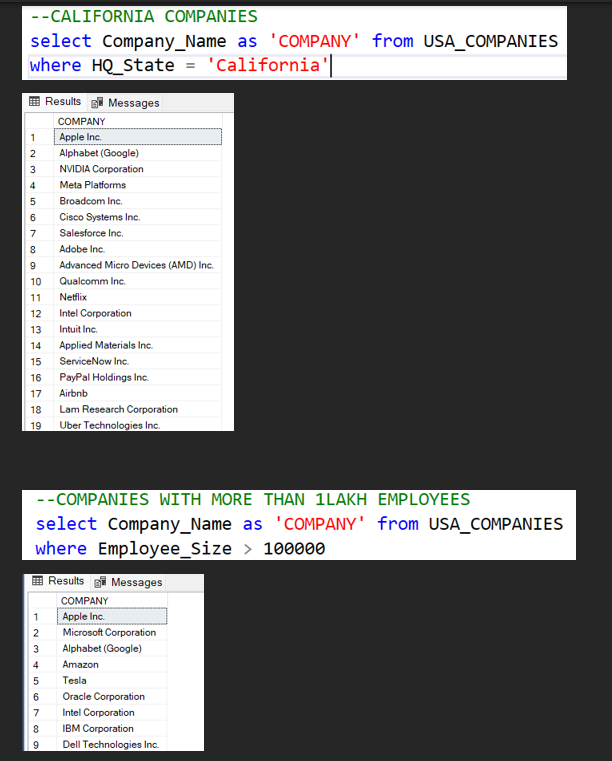 --CALIFORNIA COMPANIES
select Company_Name as 'COMPANY' from USA_COMPANIES
where HQ_State = 'California'
Results Messages
COMPANY
1 Apple Inc.
2 Alphabet (Google)
3 NVIDIA Corporation
4 Meta Platforms
5 Broadcom Inc.
6 Cisco Systems Inc.
7 Salesforce Inc.
8 Adobe Inc.
9 Advanced Micro Devices (AMD) Inc.
10 Qualcomm Inc.
11 Netflix
12 Intel Corporation
13 Intuit Inc.
14 Applied Materials Inc.
15 ServiceNow Inc.
16 PayPal Holdings Inc.
17 Airbnb
18 Lam Research Corporation
19 Uber Technologies Inc.
--COMPANIES WITH MORE THAN 1LAKH EMPLOYEES
select Company_Name as 'COMPANY' from USA_COMPANIES
where Employee_Size > 100000
Results Messages
COMPANY
1 Apple Inc.
2 Microsoft Corporation
3 Alphabet (Google)
4 Amazon
5 Tesla
6 Oracle Corporation
7 Intel Corporation
8 IBM Corporation
9 Dell Technologies Inc.